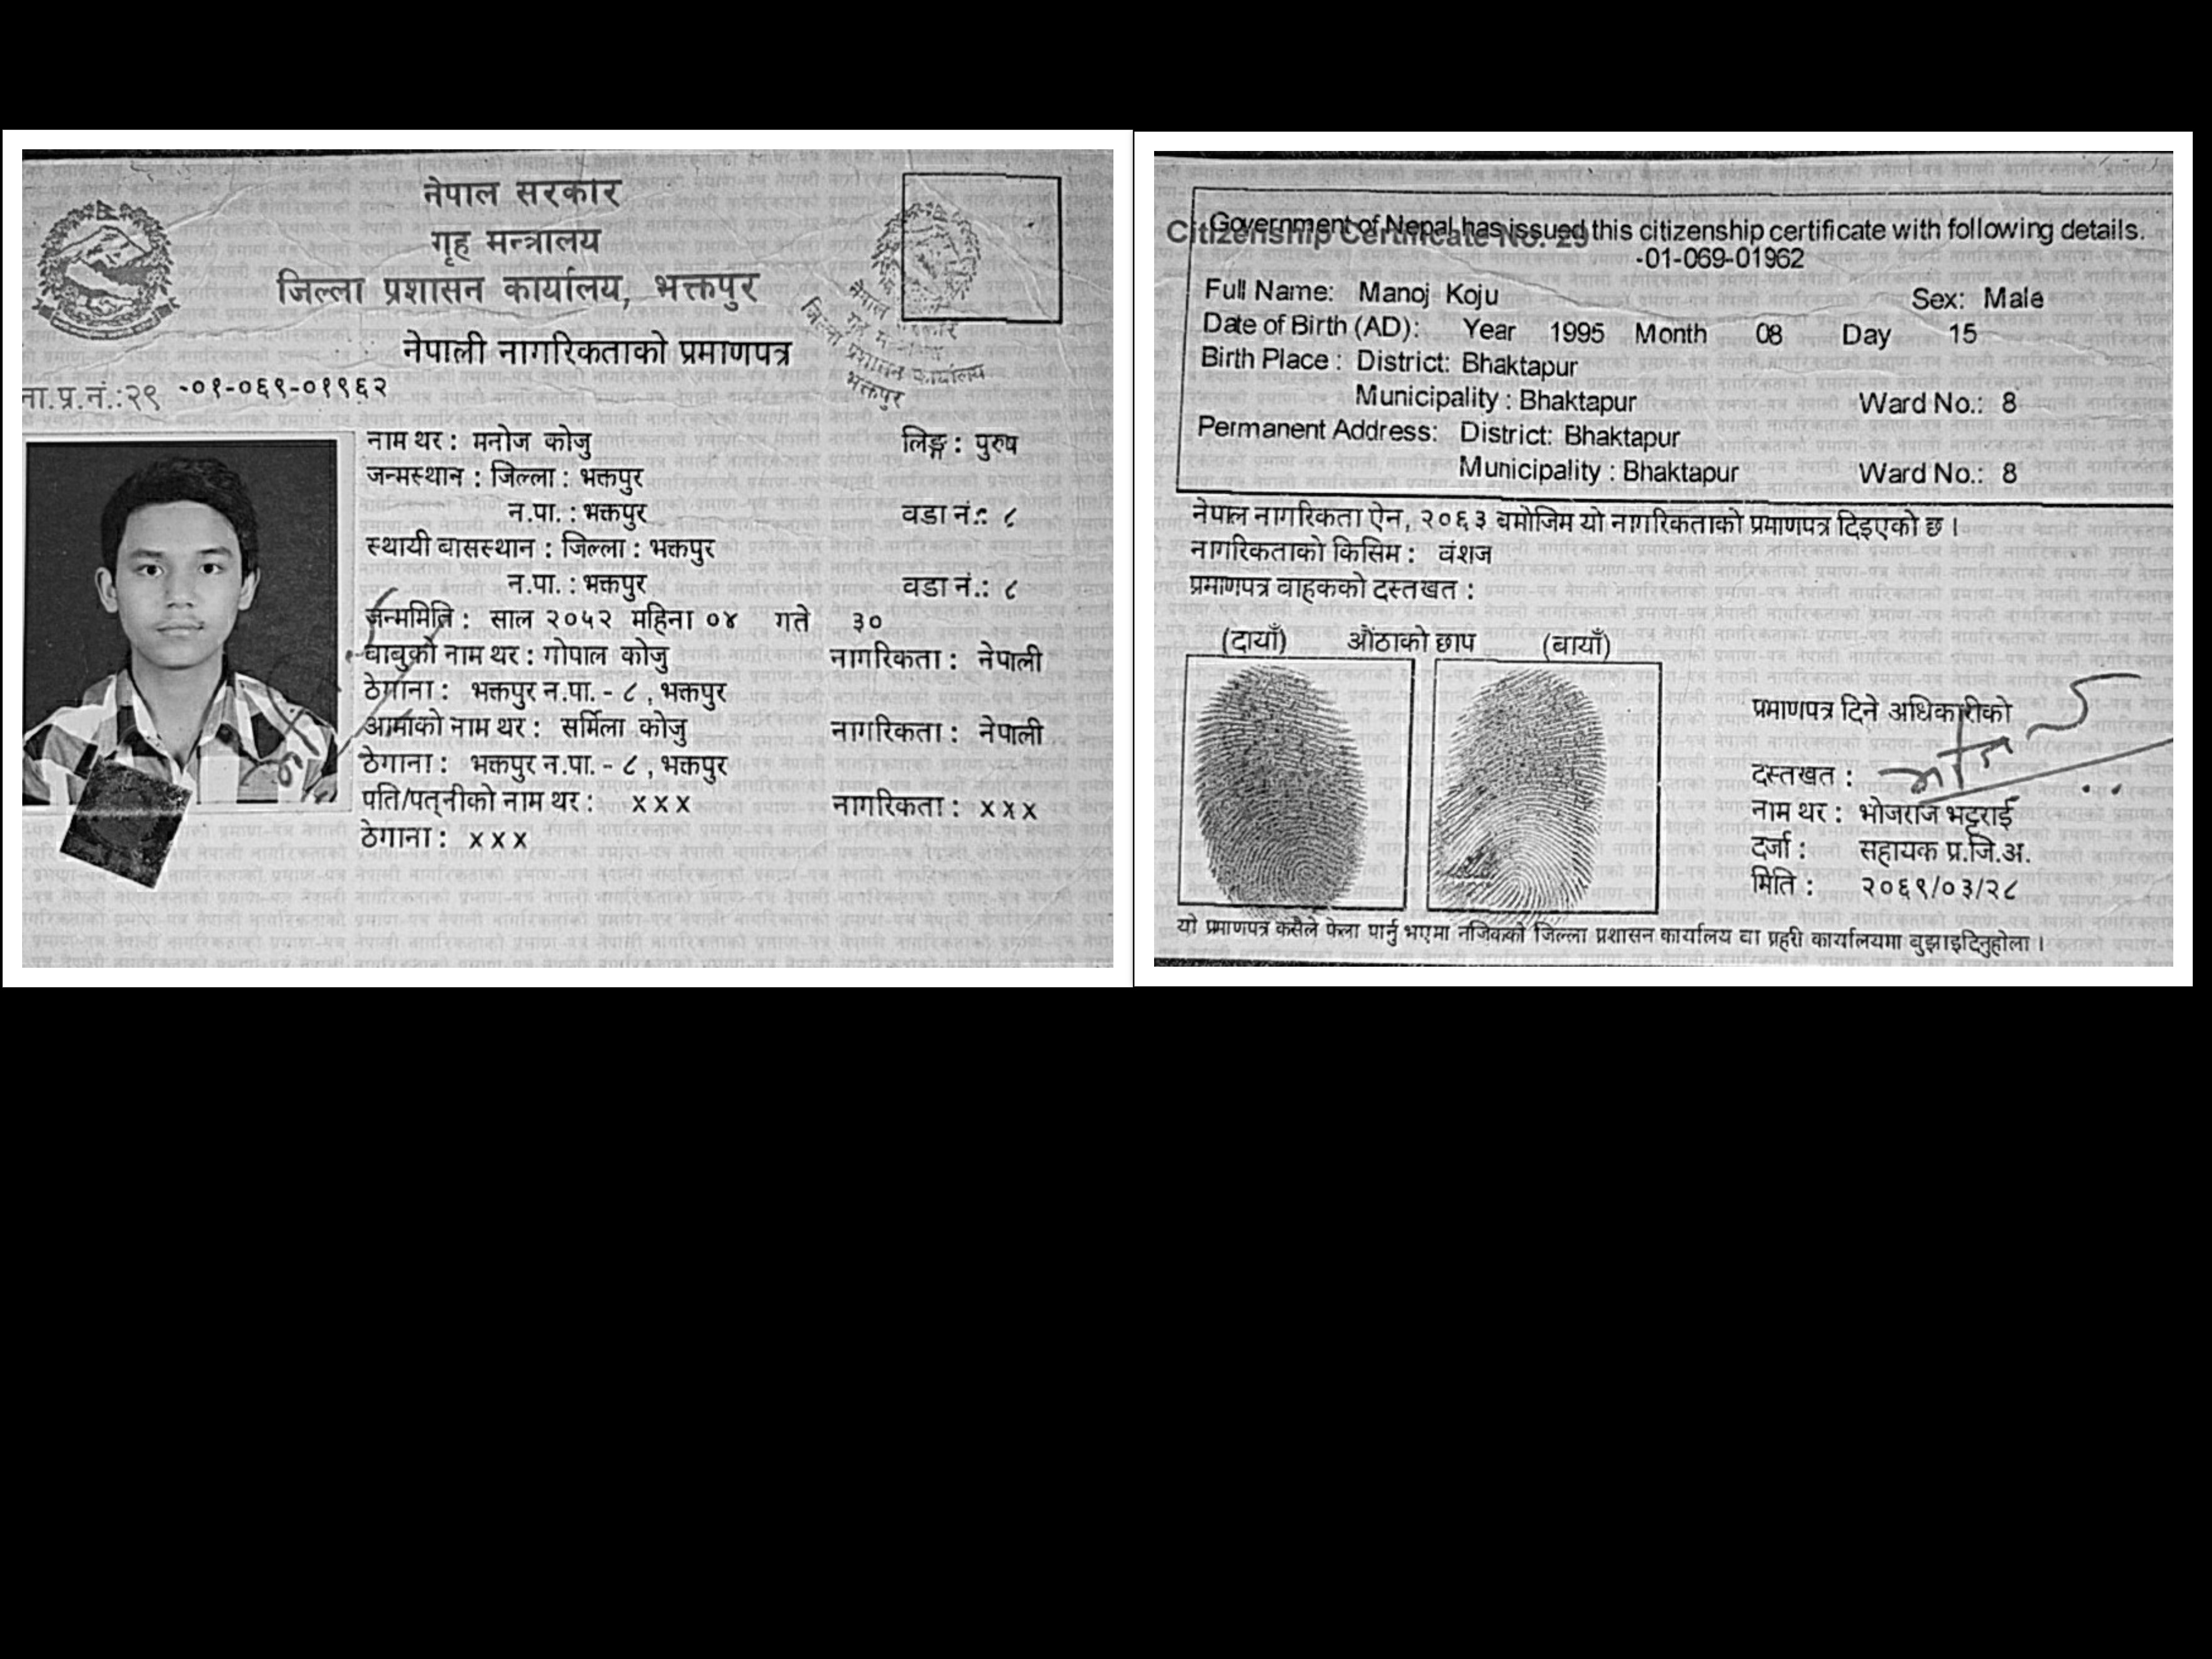 नेपाल सरकार
गृह मन्त्रालय
जिल्ला प्रशासन कार्यालय, भक्तपुर
नेपाली नागरिकताको प्रमाणपत्र
नेपाल सरकार
गृह मन्त्रालय
जिल्ला प्रशासन कार्यालय
भक्तपुर
ना.प्र.नं.:२९ -०१-०६९-०१९६२
नाम थर : मनोज कोजु लिङ्ग : पुरुष
जन्मस्थान : जिल्ला : भक्तपुर
न.पा. : भक्तपुर वडा नं.: ८
स्थायी बासस्थान : जिल्ला : भक्तपुर
न.पा. : भक्तपुर वडा नं.: ८
जन्ममिति : साल २०५२ महिना ०४ गते ३०
बाबुको नाम थर : गोपाल कोजु नागरिकता : नेपाली
ठेगाना : भक्तपुर न.पा. - ८ , भक्तपुर
आमाको नाम थर : सर्मिला कोजु नागरिकता : नेपाली
ठेगाना : भक्तपुर न.पा. - ८ , भक्तपुर
पति/पत्‌नीको नाम थर : x x x नागरिकता : x x x
ठेगाना : x x x
Government of Nepal has issued this citizenship certificate with following details.
Citizenship Certificate No. 29 -01-069-01962
Full Name: Manoj Koju Sex: Male
Date of Birth (AD): Year 1995 Month 08 Day 15
Birth Place : District: Bhaktapur
Municipality : Bhaktapur Ward No.: 8
Permanent Address: District: Bhaktapur
Municipality : Bhaktapur Ward No.: 8
नेपाल नागरिकता ऐन, २०६३ बमोजिम यो नागरिकताको प्रमाणपत्र दिइएको छ ।
नागरिकताको किसिम : वंशज
प्रमाणपत्र वाहकको दस्तखत :
(दायाँ) औंठाको छाप (बायाँ)
प्रमाणपत्र दिने अधिकारीको
दस्तखत :
नाम थर : भोजराज भट्टराई
दर्जा : सहायक प्र.जि.अ.
मिति : २०६९/०३/२८
यो प्रमाणपत्र कसैले फेला पार्नु भएमा नजिकको जिल्ला प्रशासन कार्यालय वा प्रहरी कार्यालयमा बुझाइदिनुहोला ।